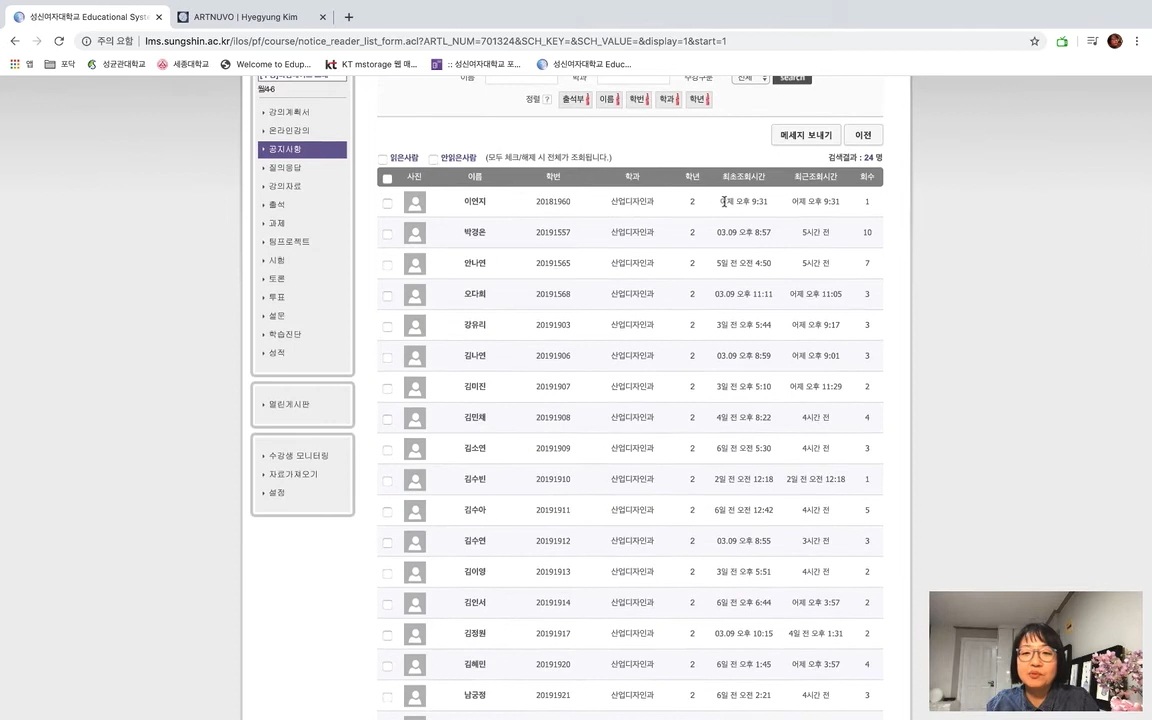 성신여자대학교 Educational Syste
ARTNUVO | Hyegyung Kim
주의 요함
lms.sungshin.ac.kr/ilos/pf/course/notice_reader_list_form.acl?ARTL_NUM=701324&SCH_KEY=&SCH_VALUE=&display=1&start=1
앱 포닥 성균관대학교 세종대학교 Welcome to Edup... KT mstorage 웹 매... :: 성신여자대학교 포... 성신여자대학교 Educ...
월4-6
강의계획서
온라인강의
공지사항
질의응답
강의자료
출석
과제
팀프로젝트
시험
토론
투표
설문
학습진단
성적
열린게시판
수강생 모니터링
자료가져오기
설정
이름 학과 수강구분 전체 search
정렬 ? 출석부 이름 학번 학과 학년
메세지 보내기 이전
읽은사람 안읽은사람 (모두 체크/해제 시 전체가 조회됩니다.) 검색결과 : 24 명
사진 이름 학번 학과 학년 최초조회시간 최근조회시간 회수
이언지 20181960 산업디자인과 2 어제 오후 9:31 어제 오후 9:31 1
박경은 20191557 산업디자인과 2 03.09 오후 8:57 5시간 전 10
안나연 20191565 산업디자인과 2 5일 전 오전 4:50 5시간 전 7
오다희 20191568 산업디자인과 2 03.09 오후 11:11 어제 오후 11:05 3
강유리 20191903 산업디자인과 2 3일 전 오후 5:44 어제 오후 9:17 3
김나연 20191906 산업디자인과 2 03.09 오후 8:59 어제 오후 9:01 3
김미진 20191907 산업디자인과 2 3일 전 오후 5:10 어제 오후 11:29 2
김민채 20191908 산업디자인과 2 4일 전 오후 8:22 4시간 전 4
김소연 20191909 산업디자인과 2 6일 전 오후 5:30 4시간 전 3
김수빈 20191910 산업디자인과 2 2일 전 오전 12:18 2일 전 오전 12:18 1
김수아 20191911 산업디자인과 2 6일 전 오전 12:42 4시간 전 5
김수연 20191912 산업디자인과 2 03.09 오후 8:55 3시간 전 3
김이영 20191913 산업디자인과 2 3일 전 오후 5:51 4시간 전 2
김인서 20191914 산업디자인과 2 6일 전 오후 6:44 어제 오후 3:57 2
김정원 20191917 산업디자인과 2 03.09 오후 10:15 4일 전 오후 1:31 2
김혜민 20191920 산업디자인과 2 6일 전 오후 1:45 어제 오후 3:57 4
남궁정 20191921 산업디자인과 2 6일 전 오전 2:21 4시간 전 3